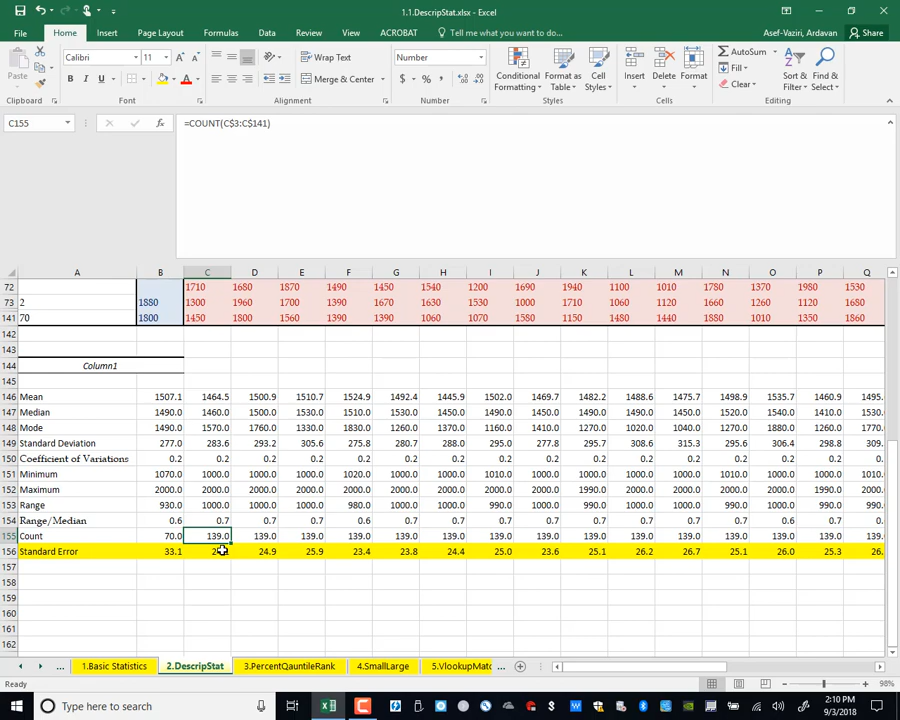 1.1.DescripStat.xlsx - Excel
File Home Insert Page Layout Formulas Data Review View ACROBAT Tell me what you want to do... Asef-Vaziri, Ardavan Share
Paste Calibri 11 A A Wrap Text Number Conditional Formatting Format as Table Cell Styles Insert Delete Format AutoSum Fill Clear Sort & Filter Find & Select
B I U A Merge & Center $ % ,
Clipboard Font Alignment Number Styles Cells Editing
C155 fx =COUNT(C$3:C$141)
A B C D E F G H I J K L M N O P Q
72 1710 1680 1870 1490 1450 1540 1200 1690 1940 1100 1010 1780 1370 1980 1530
73 2 1880 1300 1960 1700 1390 1670 1630 1530 1000 1710 1060 1120 1660 1260 1120 1680
141 70 1800 1450 1800 1560 1390 1390 1060 1070 1580 1150 1480 1440 1880 1010 1350 1860
142
143
144 Column1
145
146 Mean 1507.1 1464.5 1500.9 1510.7 1524.9 1492.4 1445.9 1502.0 1469.7 1482.2 1488.6 1475.7 1498.9 1535.7 1460.9 1495.
147 Median 1490.0 1460.0 1500.0 1530.0 1510.0 1530.0 1420.0 1490.0 1450.0 1490.0 1490.0 1450.0 1520.0 1540.0 1410.0 1520.
148 Mode 1490.0 1570.0 1760.0 1330.0 1830.0 1260.0 1370.0 1160.0 1410.0 1270.0 1020.0 1040.0 1270.0 1880.0 1260.0 1770.
149 Standard Deviation 277.0 283.6 293.2 305.6 275.8 280.7 288.0 295.0 277.8 295.7 308.6 315.3 295.6 306.4 298.8 309.
150 Coefficient of Variations 0.2 0.2 0.2 0.2 0.2 0.2 0.2 0.2 0.2 0.2 0.2 0.2 0.2 0.2 0.2 0.
151 Minimum 1070.0 1000.0 1000.0 1000.0 1020.0 1000.0 1000.0 1010.0 1000.0 1000.0 1000.0 1000.0 1010.0 1000.0 1000.0 1010.
152 Maximum 2000.0 2000.0 2000.0 2000.0 2000.0 2000.0 2000.0 2000.0 2000.0 1990.0 2000.0 2000.0 2000.0 2000.0 1990.0 2000.
153 Range 930.0 1000.0 1000.0 1000.0 980.0 1000.0 1000.0 990.0 1000.0 990.0 1000.0 1000.0 990.0 1000.0 990.0 990.
154 Range/Median 0.6 0.7 0.7 0.7 0.6 0.7 0.7 0.7 0.7 0.7 0.7 0.7 0.7 0.6 0.7 0.
155 Count 70.0 139.0 139.0 139.0 139.0 139.0 139.0 139.0 139.0 139.0 139.0 139.0 139.0 139.0 139.0 139.
156 Standard Error 33.1 24.9 25.9 23.4 23.8 24.4 25.0 23.6 25.1 26.2 26.7 25.1 26.0 25.3 26.
157
158
159
160
161
162
... 1.Basic Statistics 2.DescripStat 3.PercentQauntileRank 4.SmallLarge 5.VlookupMatc ...
Ready 98%
Type here to search 2:10 PM
9/3/2018